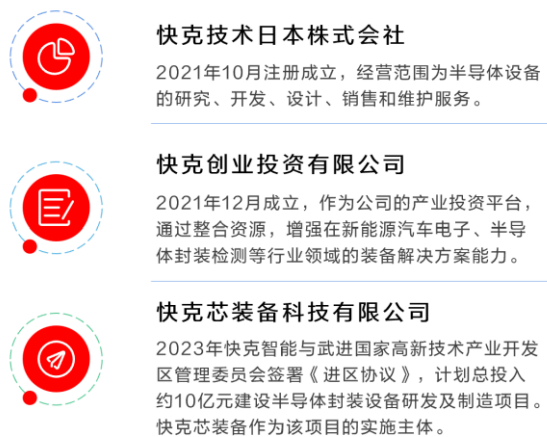 快克技术日本株式会社
2021年10月注册成立，经营范围为半导体设备
的研究、开发、设计、销售和维护服务。
快克创业投资有限公司
2021年12月成立，作为公司的产业投资平台，
通过整合资源，增强在新能源汽车电子、半导
体封装检测等行业领域的装备解决方案能力。
快克芯装备科技有限公司
2023年快克智能与武进国家高新技术产业开发
区管理委员会签署《进区协议》，计划总投入
约10亿元建设半导体封装设备研发及制造项目。
快克芯装备作为该项目的实施主体。